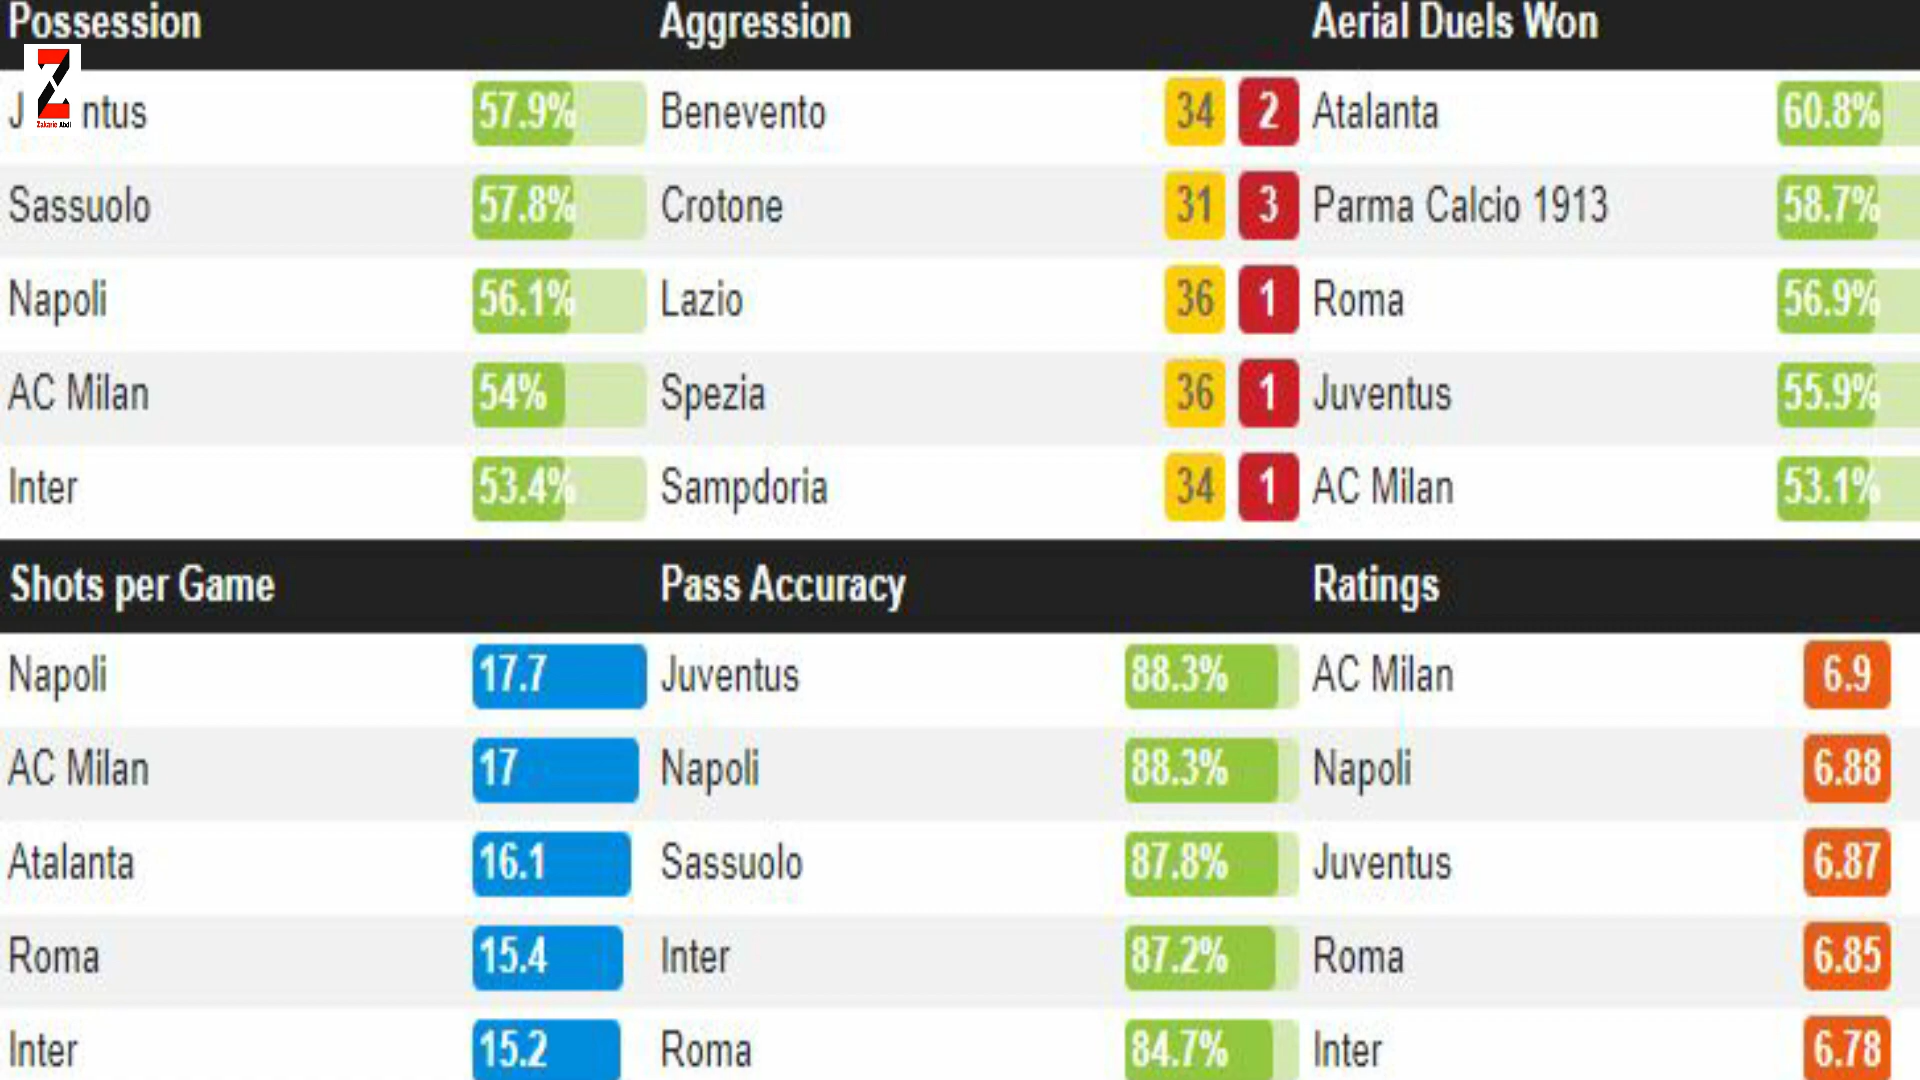 Possession Aggression Aerial Duels Won
J ntus 57.9% Benevento 34 2 Atalanta 60.8%
Zakarie Abdi
Sassuolo 57.8% Crotone 31 3 Parma Calcio 1913 58.7%
Napoli 56.1% Lazio 36 1 Roma 56.9%
AC Milan 54% Spezia 36 1 Juventus 55.9%
Inter 53.4% Sampdoria 34 1 AC Milan 53.1%
Shots per Game Pass Accuracy Ratings
Napoli 17.7 Juventus 88.3% AC Milan 6.9
AC Milan 17 Napoli 88.3% Napoli 6.88
Atalanta 16.1 Sassuolo 87.8% Juventus 6.87
Roma 15.4 Inter 87.2% Roma 6.85
Inter 15.2 Roma 84.7% Inter 6.78